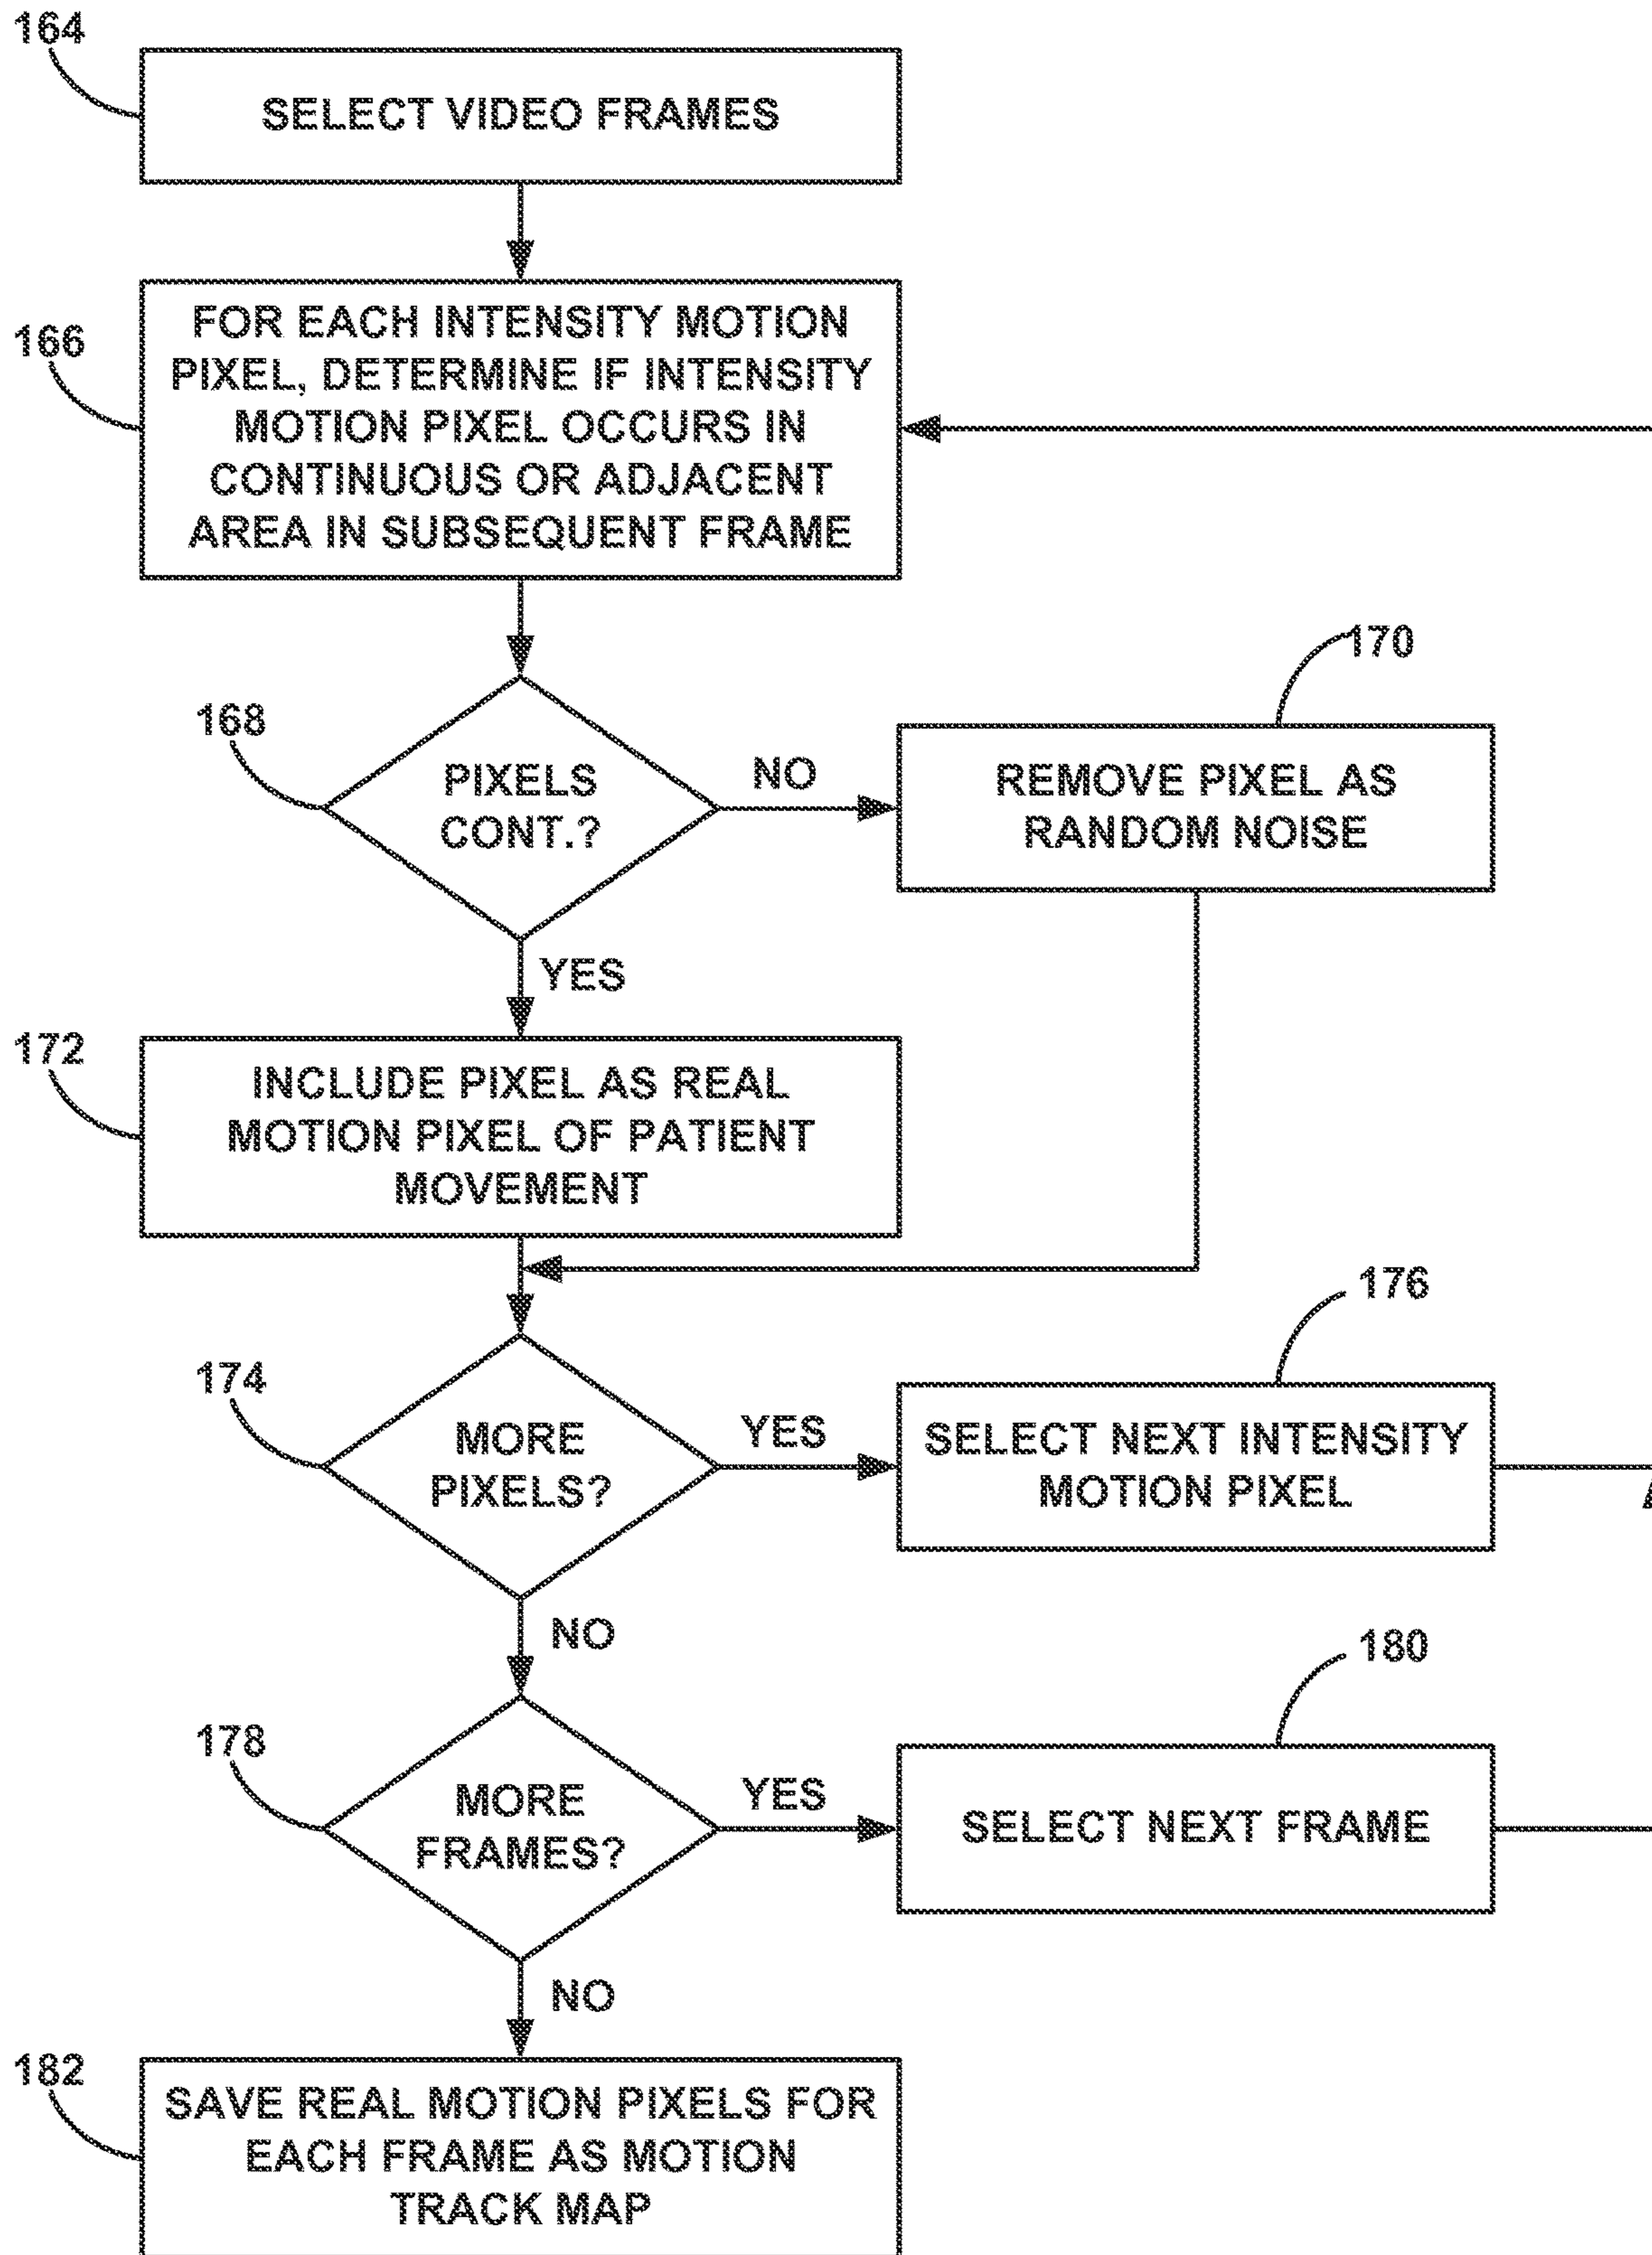 164
SELECT VIDEO FRAMES
166
FOR EACH INTENSITY MOTION
PIXEL, DETERMINE IF INTENSITY
MOTION PIXEL OCCURS IN
CONTINUOUS OR ADJACENT
AREA IN SUBSEQUENT FRAME
168
PIXELS
CONT.?
NO
170
REMOVE PIXEL AS
RANDOM NOISE
YES
172
INCLUDE PIXEL AS REAL
MOTION PIXEL OF PATIENT
MOVEMENT
174
MORE
PIXELS?
YES
176
SELECT NEXT INTENSITY
MOTION PIXEL
NO
178
MORE
FRAMES?
YES
180
SELECT NEXT FRAME
NO
182
SAVE REAL MOTION PIXELS FOR
EACH FRAME AS MOTION
TRACK MAP